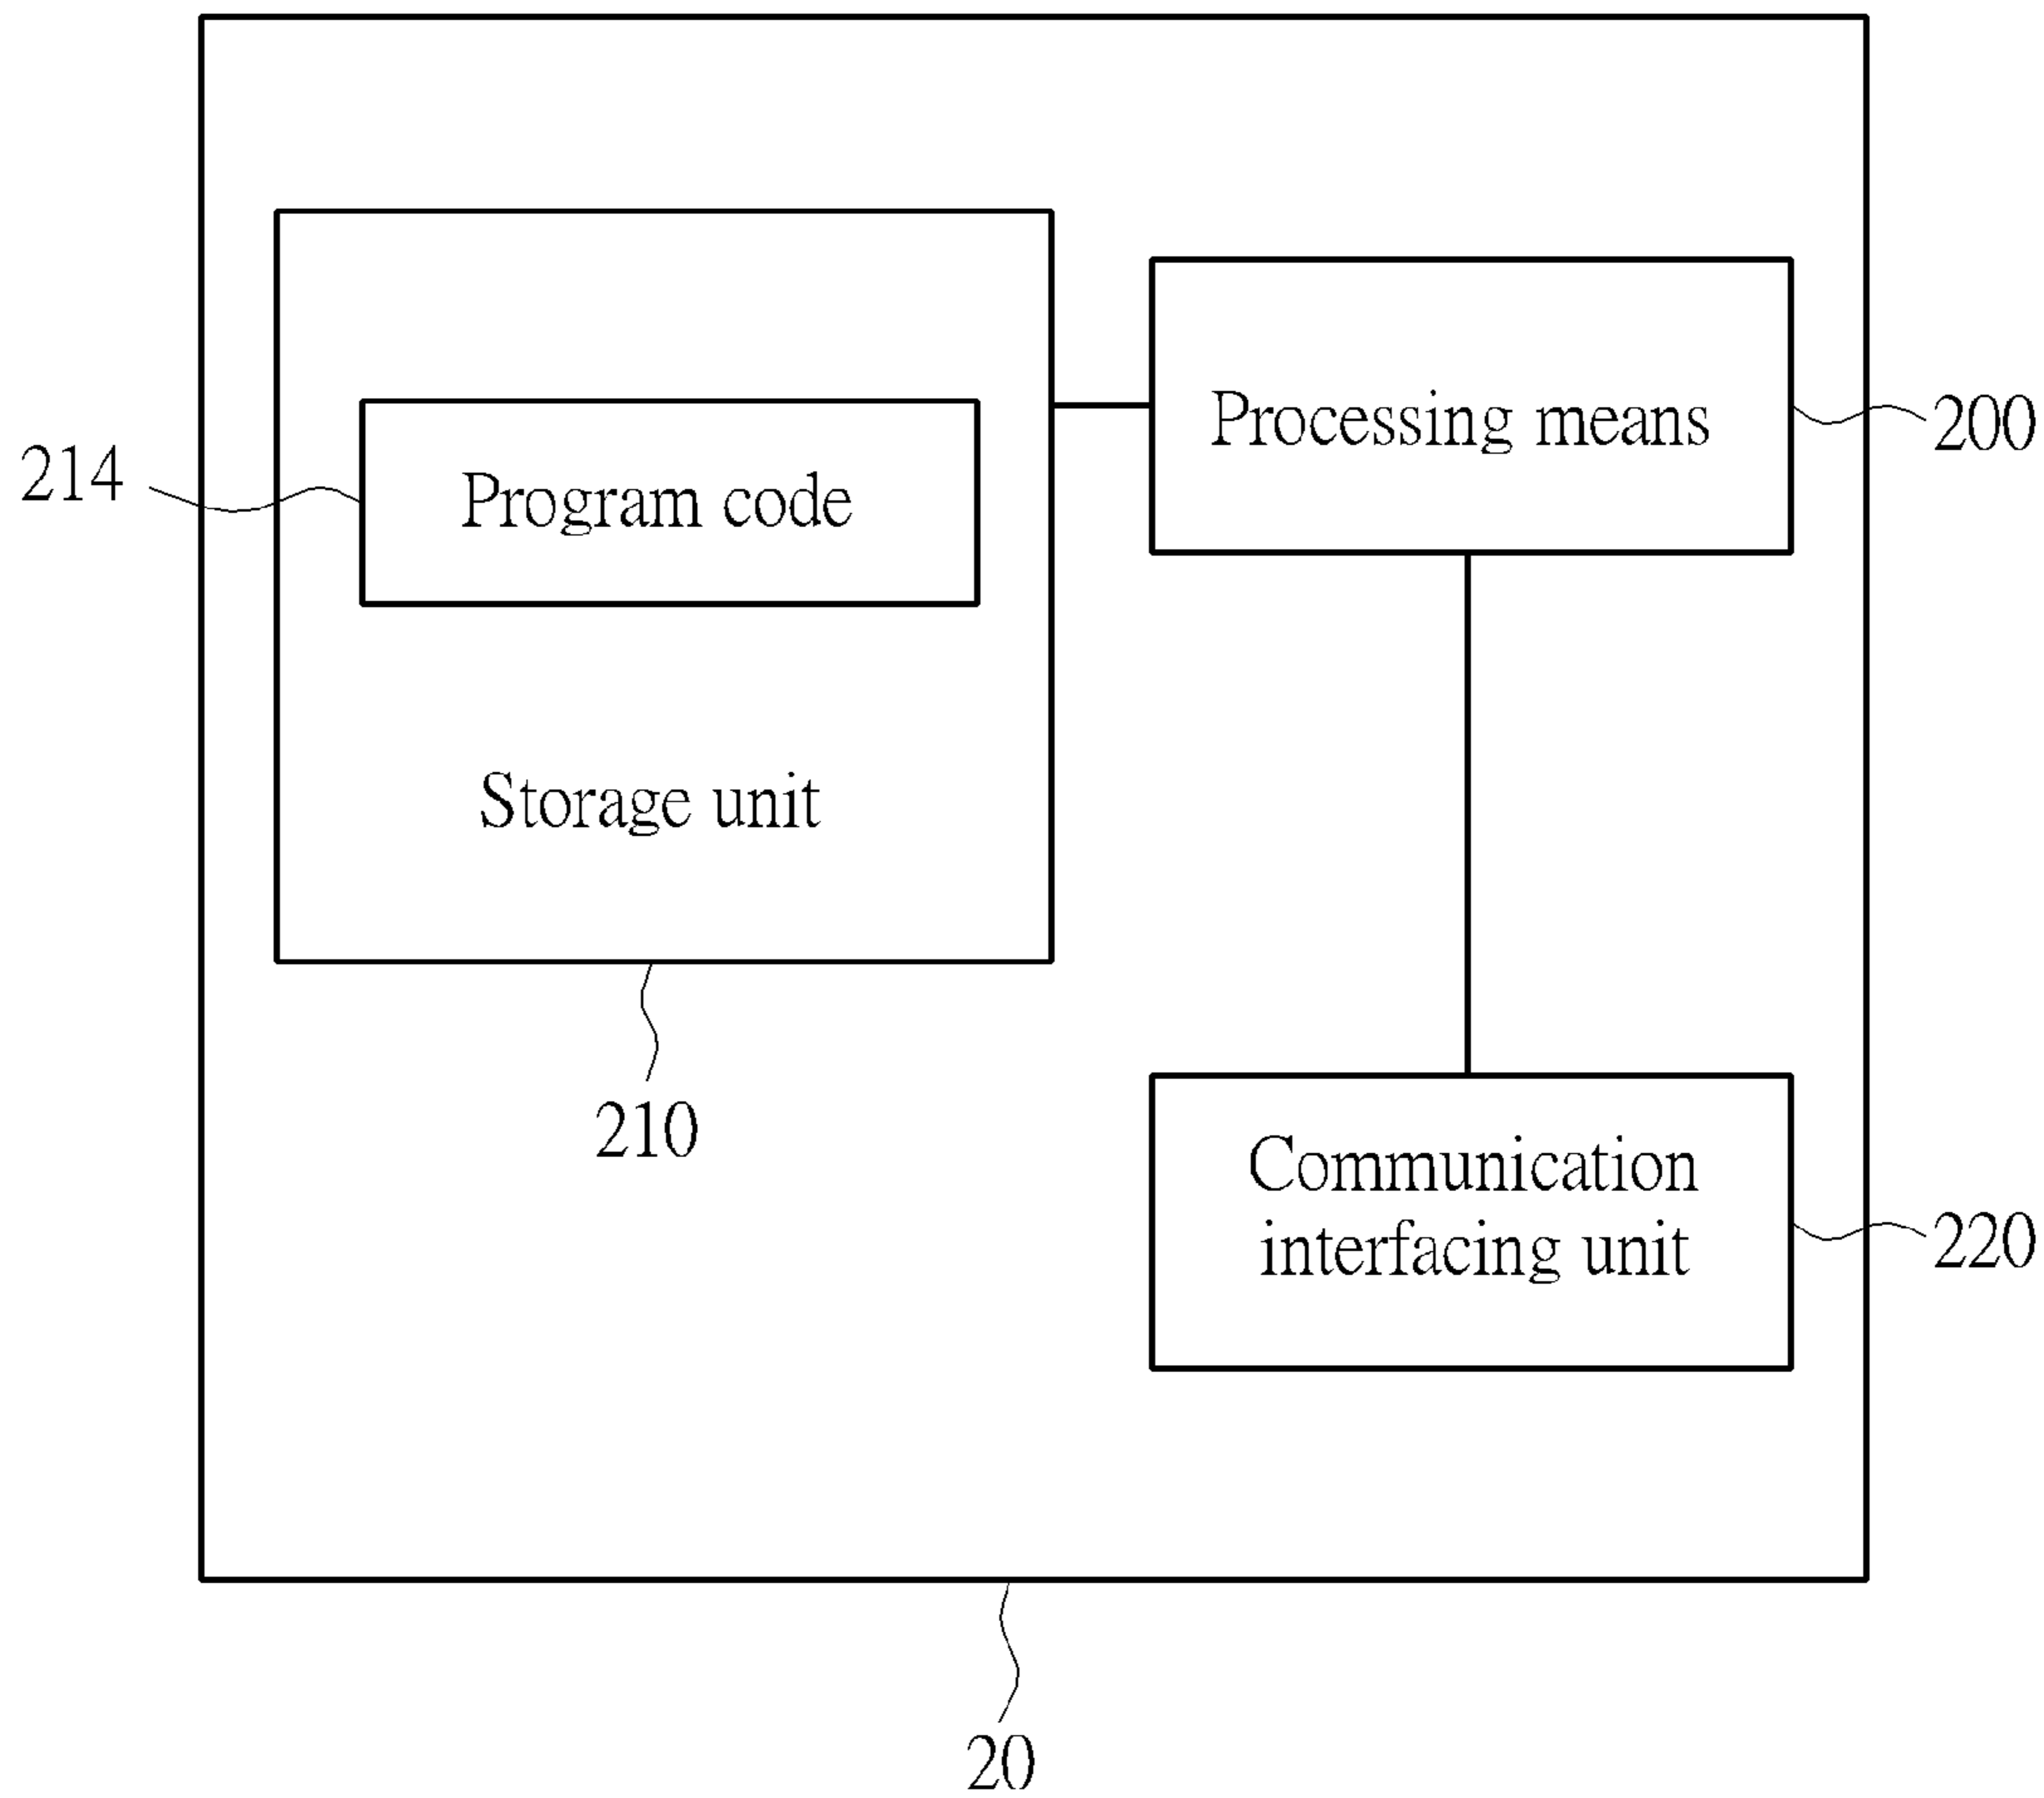 Processing means
200
214
Program code
Storage unit
210
Communication
interfacing unit
220
20